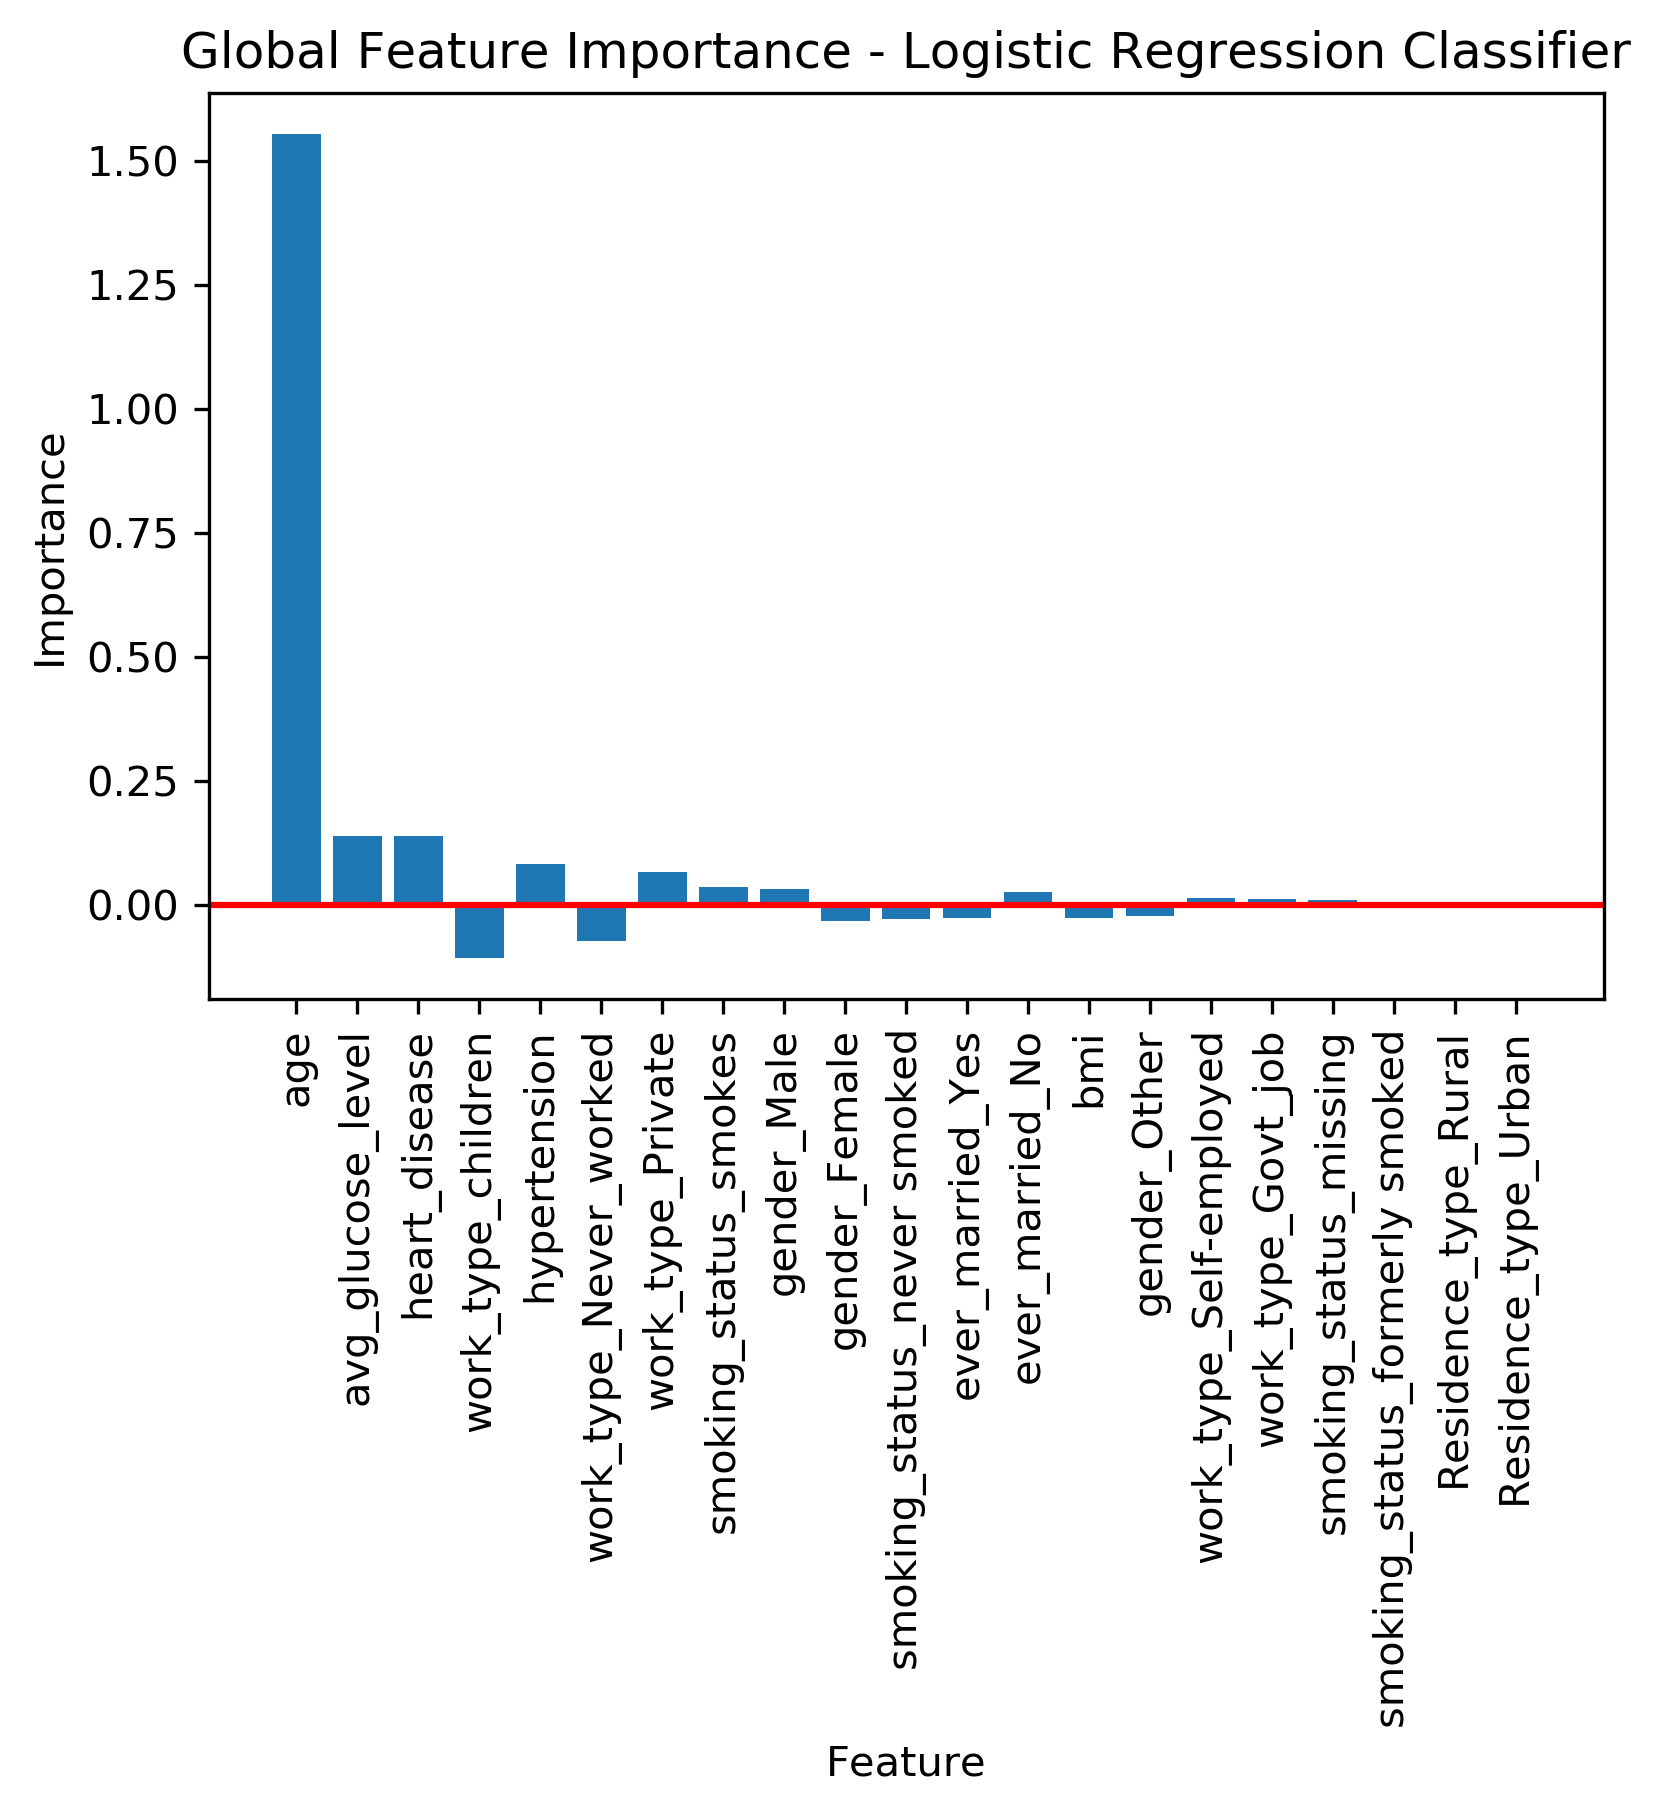 Global Feature Importance - Logistic Regression Classifier
1.50
1.25
1.00
0.75
0.50
0.25
0.00
Importance
age
avg_glucose_level
heart_disease
work_type_children
hypertension
work_type_Never_worked
work_type_Private
smoking_status_smokes
gender_Male
gender_Female
smoking_status_never smoked
ever_married_Yes
ever_married_No
bmi
gender_Other
work_type_Self-employed
work_type_Govt_job
smoking_status_missing
smoking_status_formerly smoked
Residence_type_Rural
Residence_type_Urban
Feature